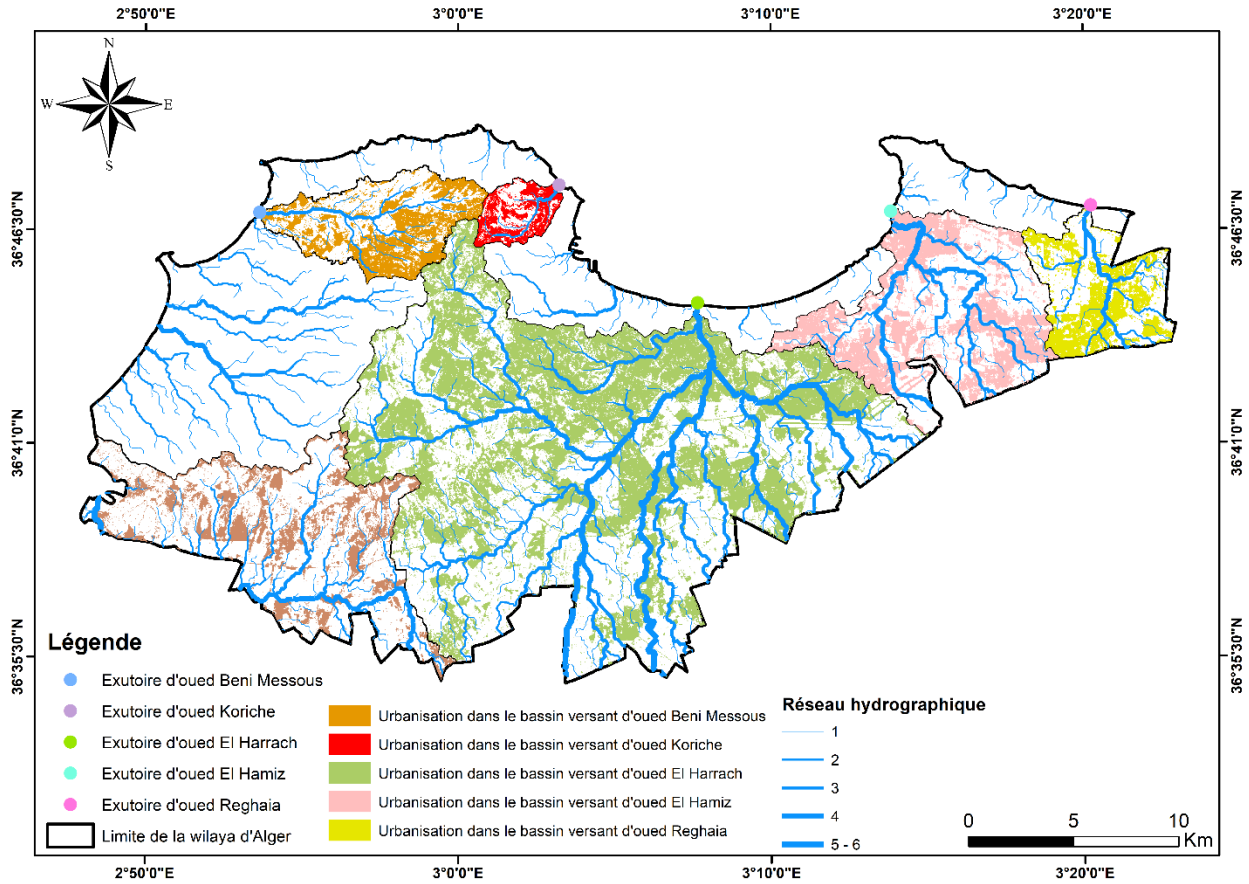 2°50'0"E 3°0'0"E 3°10'0"E 3°20'0"E
N
W E
S
36°46'30"N 36°46'30"N
36°41'0"N 36°41'0"N
36°35'30"N 36°35'30"N
Légende
Exutoire d'oued Beni Messous
Exutoire d'oued Koriche
Exutoire d'oued El Harrach
Exutoire d'oued El Hamiz
Exutoire d'oued Reghaia
Limite de la wilaya d'Alger
Urbanisation dans le bassin versant d'oued Beni Messous
Urbanisation dans le bassin versant d'oued Koriche
Urbanisation dans le bassin versant d'oued El Harrach
Urbanisation dans le bassin versant d'oued El Hamiz
Urbanisation dans le bassin versant d'oued Reghaia
Réseau hydrographique
1
2
3
4
5 - 6
0 5 10
Km
2°50'0"E 3°0'0"E 3°10'0"E 3°20'0"E